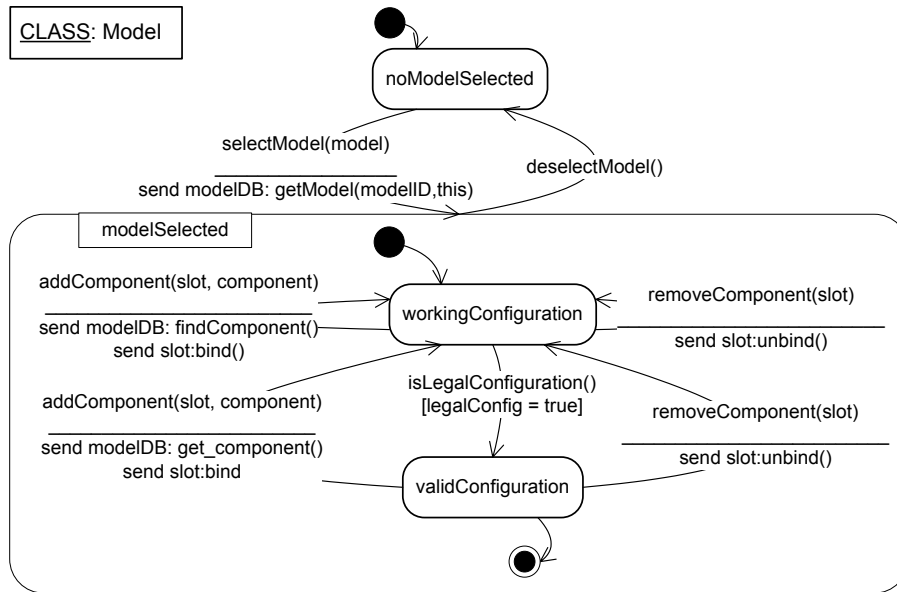 CLASS: Model
noModelSelected
selectModel(model)
send modelDB: getModel(modelID,this)
deselectModel()
modelSelected
addComponent(slot, component)
send modelDB: findComponent()
send slot:bind()
workingConfiguration
removeComponent(slot)
send slot:unbind()
isLegalConfiguration()
[legalConfig = true]
addComponent(slot, component)
send modelDB: get_component()
send slot:bind
removeComponent(slot)
send slot:unbind()
validConfiguration